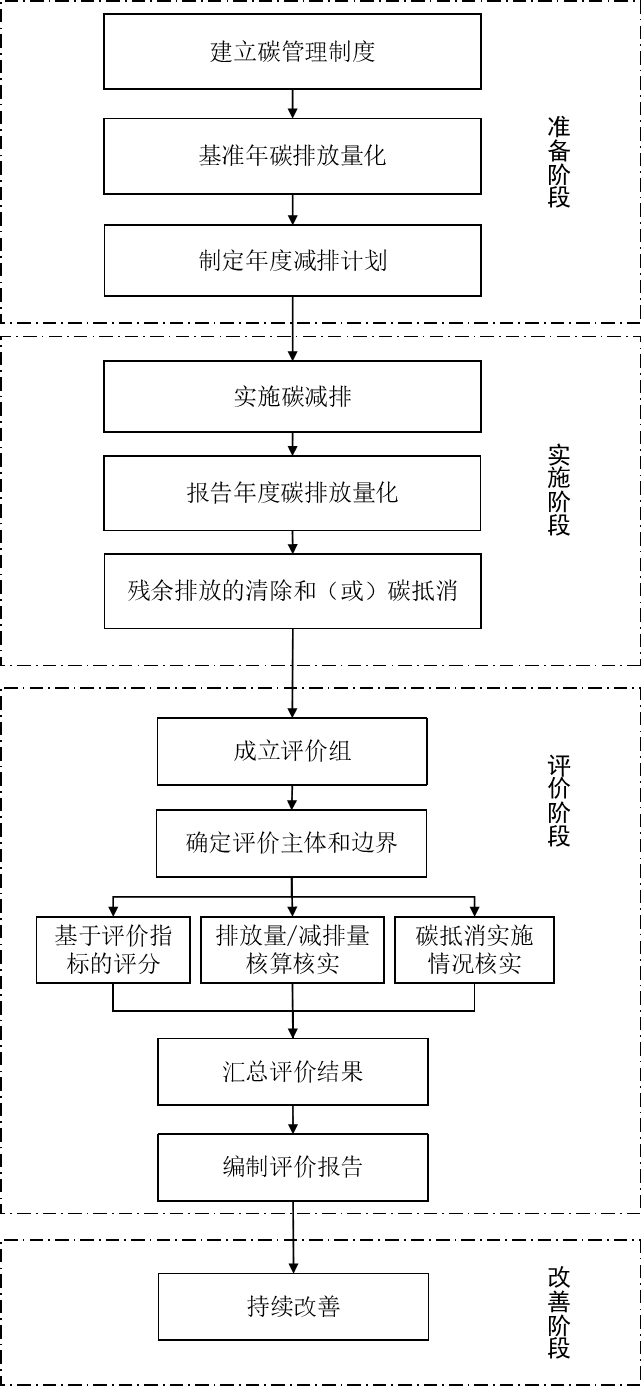 建立碳管理制度
基准年碳排放量化
制定年度减排计划
准备阶段
实施碳减排
报告年度碳排放量化
残余排放的清除和（或）碳抵消
实施阶段
成立评价组
确定评价主体和边界
基于评价指
标的评分
排放量/减排量
核算核实
碳抵消实施
情况核实
汇总评价结果
编制评价报告
评价阶段
持续改善
改善阶段